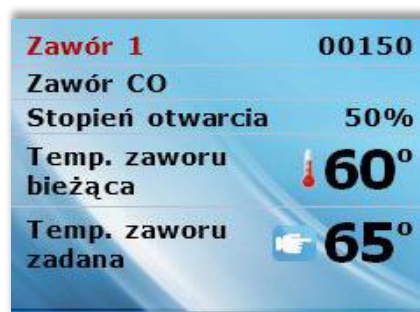 Zawór 1 00150
Zawór CO
Stopień otwarcia 50%
Temp. zaworu
bieżąca 60°
Temp. zaworu
zadana 65°